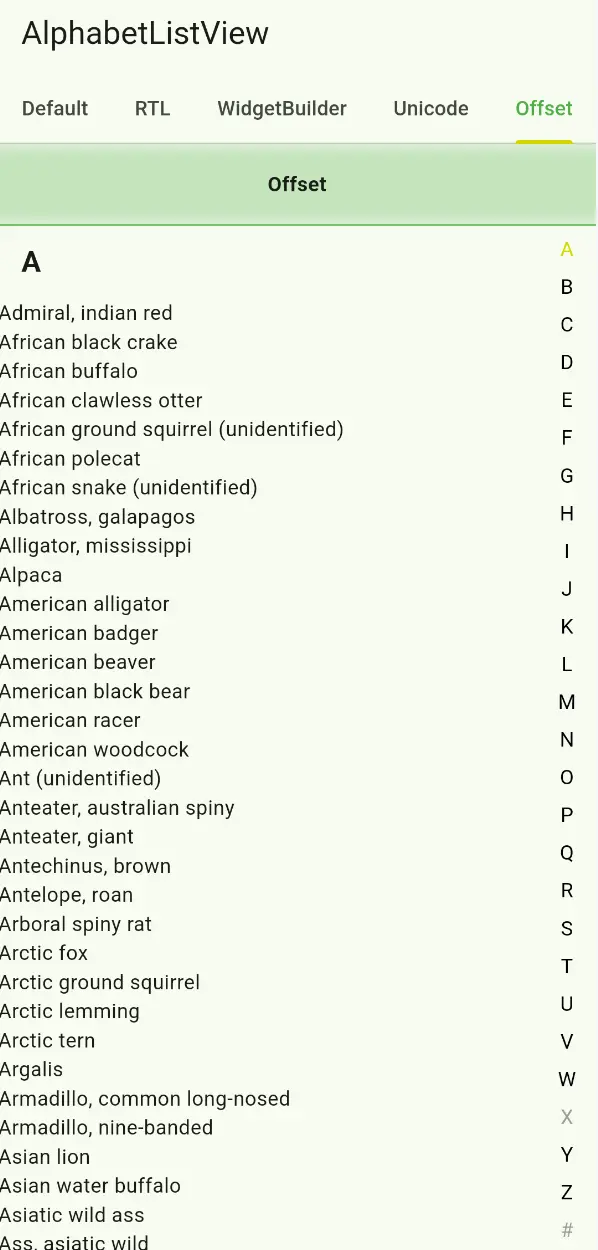 AlphabetListView
Default RTL WidgetBuilder Unicode Offset
Offset
A
Admiral, indian red
African black crake
African buffalo
African clawless otter
African ground squirrel (unidentified)
African polecat
African snake (unidentified)
Albatross, galapagos
Alligator, mississippi
Alpaca
American alligator
American badger
American beaver
American black bear
American racer
American woodcock
Ant (unidentified)
Anteater, australian spiny
Anteater, giant
Antechinus, brown
Antelope, roan
Arboral spiny rat
Arctic fox
Arctic ground squirrel
Arctic lemming
Arctic tern
Argalis
Armadillo, common long-nosed
Armadillo, nine-banded
Asian lion
Asian water buffalo
Asiatic wild ass
Ass, asiatic wild
A
B
C
D
E
F
G
H
I
J
K
L
M
N
O
P
Q
R
S
T
U
V
W
X
Y
Z
#